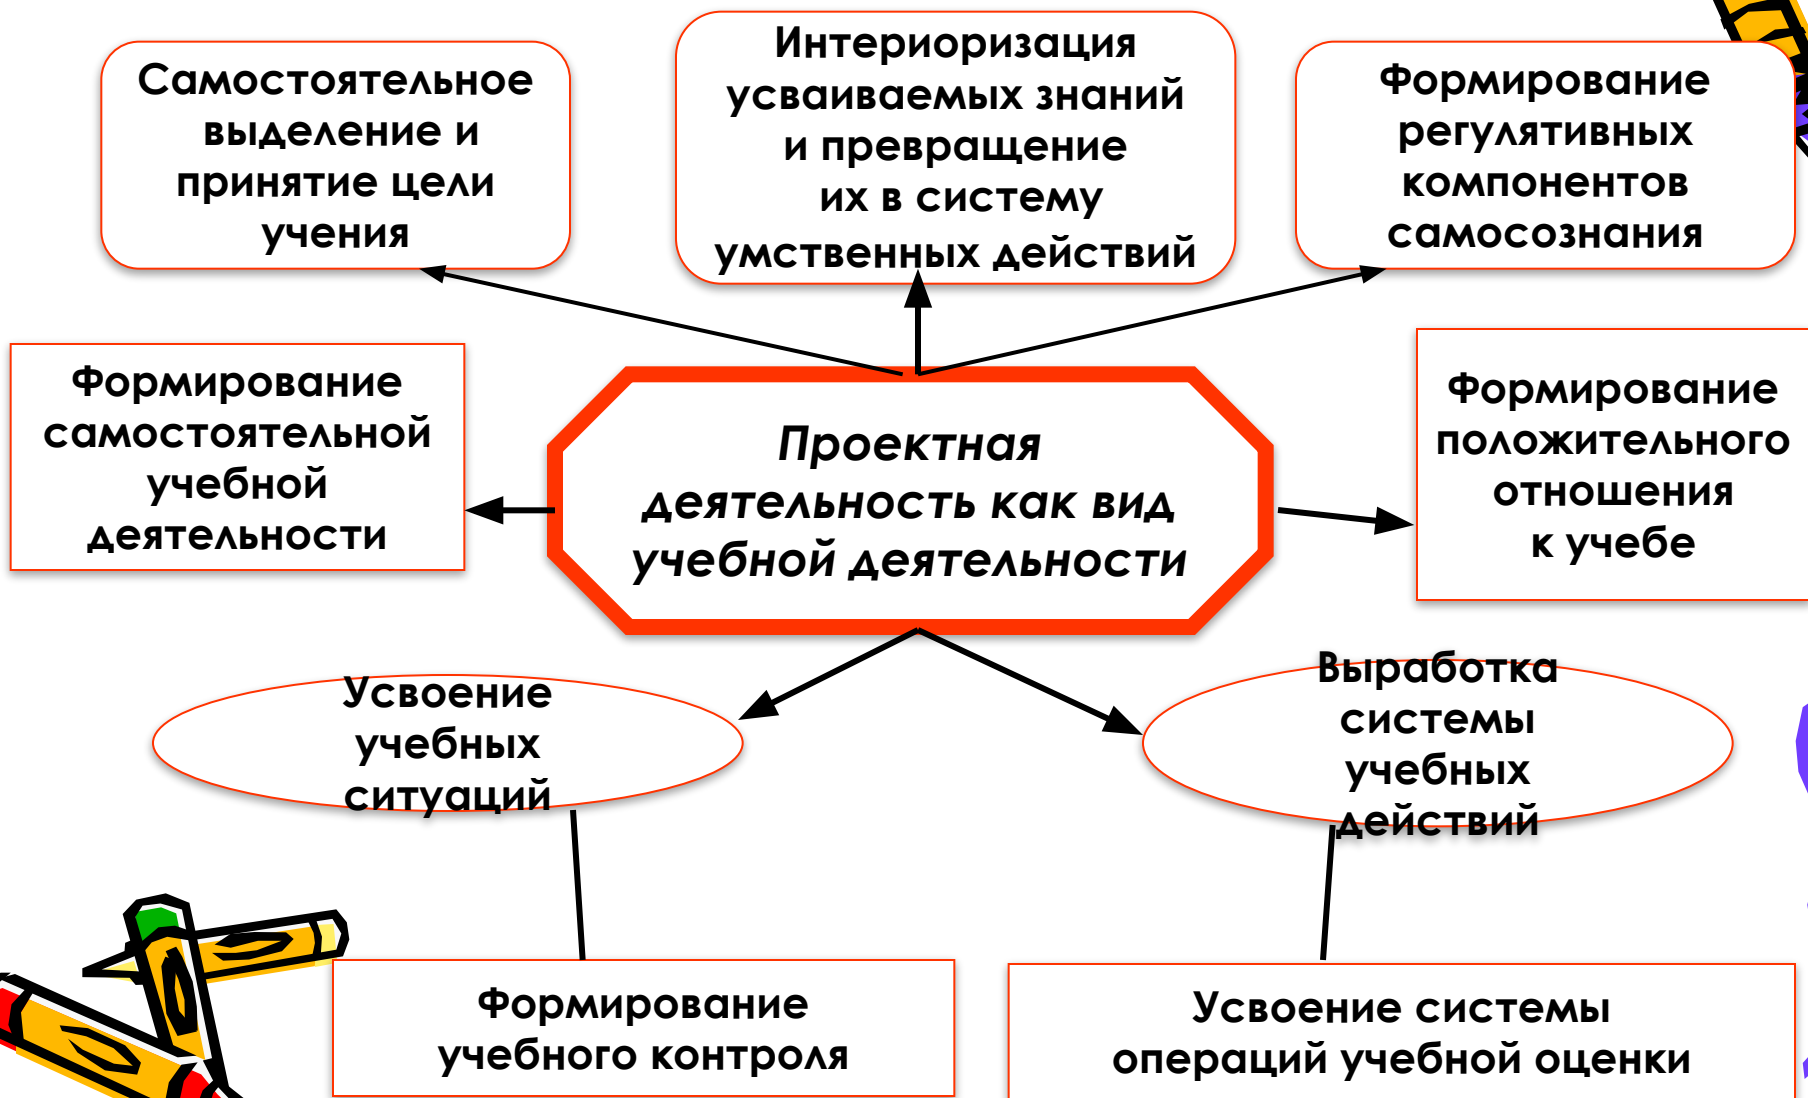 Самостоятельное
выделение и
принятие цели
учения
Интериоризация
усваиваемых знаний
и превращение
их в систему
умственных действий
Формирование
регулятивных
компонентов
самосознания
Формирование
самостоятельной
учебной
деятельности
Проектная
деятельность как вид
учебной деятельности
Формирование
положительного
отношения
к учебе
Усвоение
учебных
ситуаций
Выработка
системы
учебных
действий
Формирование
учебного контроля
Усвоение системы
операций учебной оценки